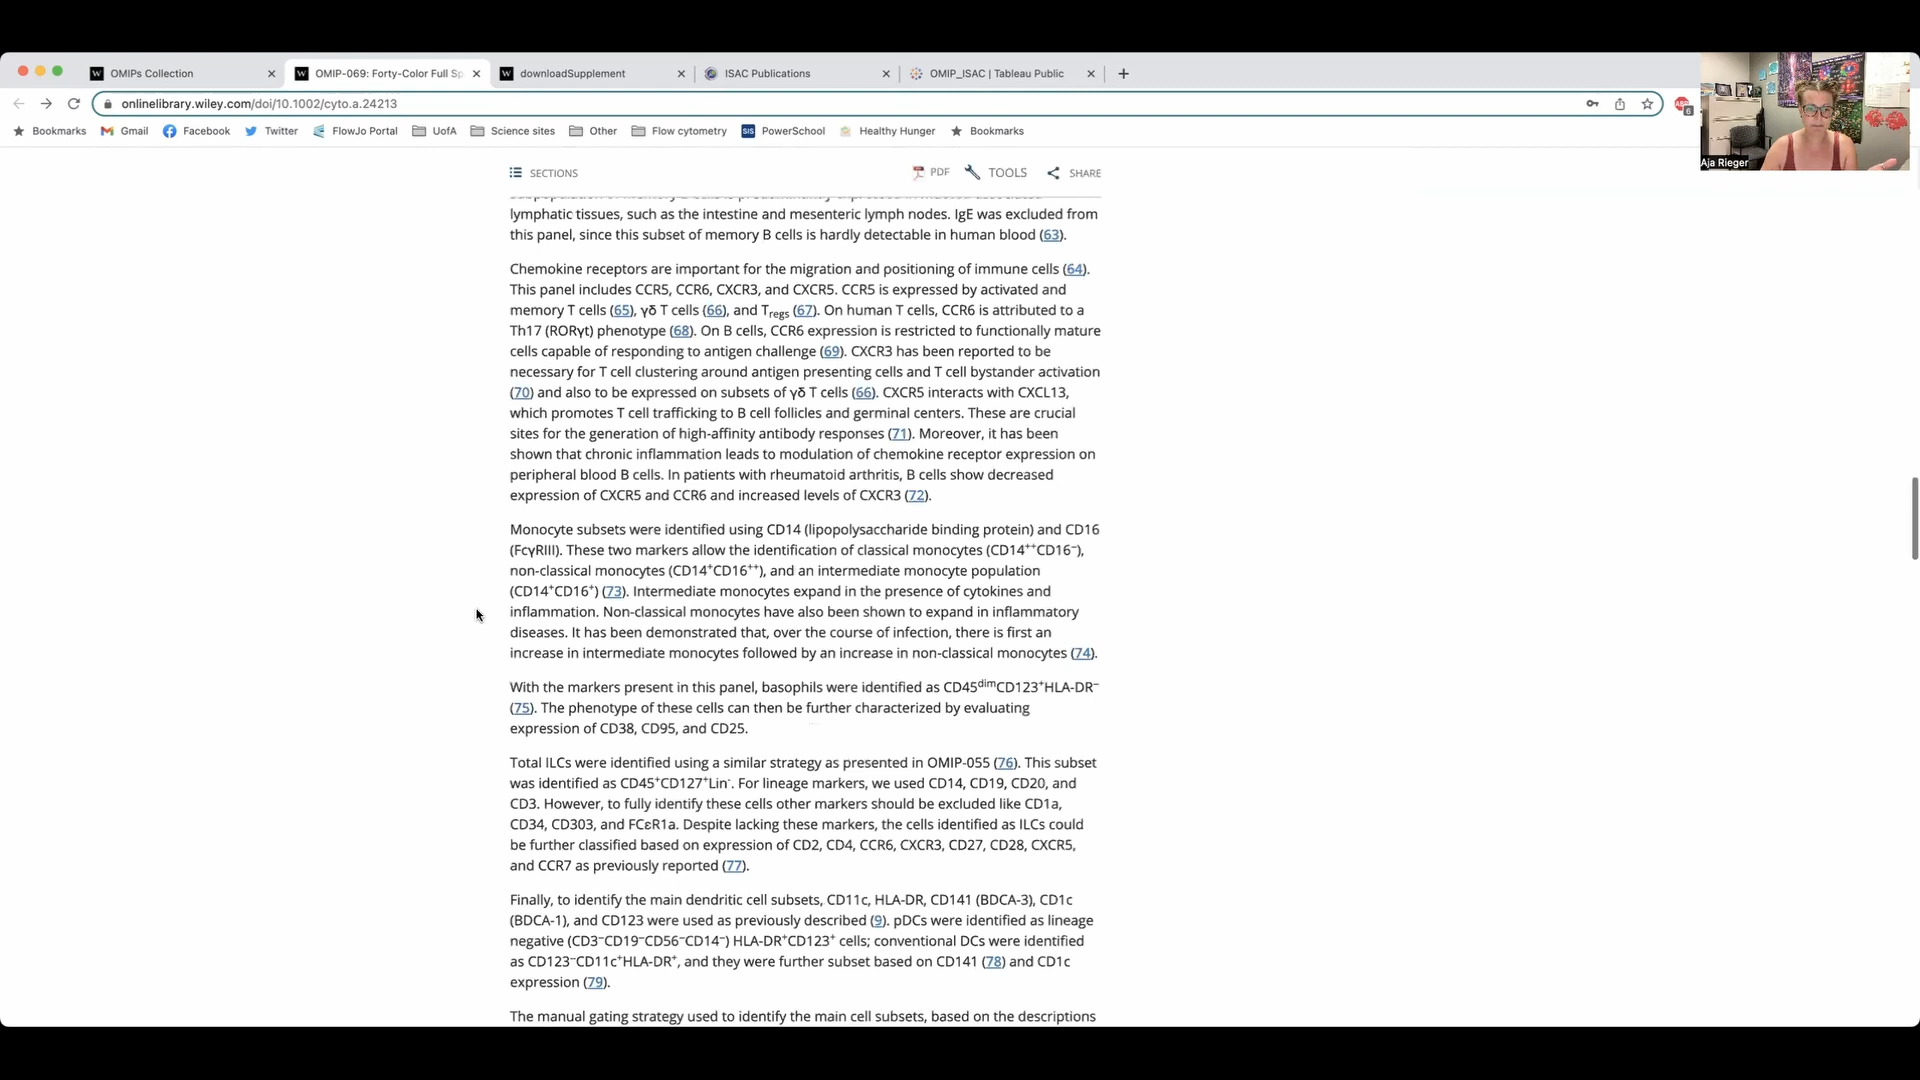 OMIPs Collection
OMIP-069: Forty-Color Full Sp
downloadSupplement
ISAC Publications
OMIP_ISAC | Tableau Public
onlinelibrary.wiley.com/doi/10.1002/cyto.a.24213
Bookmarks Gmail Facebook Twitter FlowJo Portal UofA Science sites Other Flow cytometry PowerSchool Healthy Hunger Bookmarks
Aja Rieger
SECTIONS PDF TOOLS SHARE
lymphatic tissues, such as the intestine and mesenteric lymph nodes. IgE was excluded from
this panel, since this subset of memory B cells is hardly detectable in human blood (63).
Chemokine receptors are important for the migration and positioning of immune cells (64).
This panel includes CCR5, CCR6, CXCR3, and CXCR5. CCR5 is expressed by activated and
memory T cells (65), γδ T cells (66), and Tregs (67). On human T cells, CCR6 is attributed to a
Th17 (RORγt) phenotype (68). On B cells, CCR6 expression is restricted to functionally mature
cells capable of responding to antigen challenge (69). CXCR3 has been reported to be
necessary for T cell clustering around antigen presenting cells and T cell bystander activation
(70) and also to be expressed on subsets of γδ T cells (66). CXCR5 interacts with CXCL13,
which promotes T cell trafficking to B cell follicles and germinal centers. These are crucial
sites for the generation of high-affinity antibody responses (71). Moreover, it has been
shown that chronic inflammation leads to modulation of chemokine receptor expression on
peripheral blood B cells. In patients with rheumatoid arthritis, B cells show decreased
expression of CXCR5 and CCR6 and increased levels of CXCR3 (72).
Monocyte subsets were identified using CD14 (lipopolysaccharide binding protein) and CD16
(FcγRIII). These two markers allow the identification of classical monocytes (CD14⁺⁺CD16⁻),
non-classical monocytes (CD14⁺CD16⁺⁺), and an intermediate monocyte population
(CD14⁺CD16⁺) (73). Intermediate monocytes expand in the presence of cytokines and
inflammation. Non-classical monocytes have also been shown to expand in inflammatory
diseases. It has been demonstrated that, over the course of infection, there is first an
increase in intermediate monocytes followed by an increase in non-classical monocytes (74).
With the markers present in this panel, basophils were identified as CD45dimCD123⁺HLA-DR⁻
(75). The phenotype of these cells can then be further characterized by evaluating
expression of CD38, CD95, and CD25.
Total ILCs were identified using a similar strategy as presented in OMIP-055 (76). This subset
was identified as CD45⁺CD127⁺Lin⁻. For lineage markers, we used CD14, CD19, CD20, and
CD3. However, to fully identify these cells other markers should be excluded like CD1a,
CD34, CD303, and FCεR1a. Despite lacking these markers, the cells identified as ILCs could
be further classified based on expression of CD2, CD4, CCR6, CXCR3, CD27, CD28, CXCR5,
and CCR7 as previously reported (77).
Finally, to identify the main dendritic cell subsets, CD11c, HLA-DR, CD141 (BDCA-3), CD1c
(BDCA-1), and CD123 were used as previously described (9). pDCs were identified as lineage
negative (CD3⁻CD19⁻CD56⁻CD14⁻) HLA-DR⁺CD123⁺ cells; conventional DCs were identified
as CD123⁻CD11c⁺HLA-DR⁺, and they were further subset based on CD141 (78) and CD1c
expression (79).
The manual gating strategy used to identify the main cell subsets, based on the descriptions